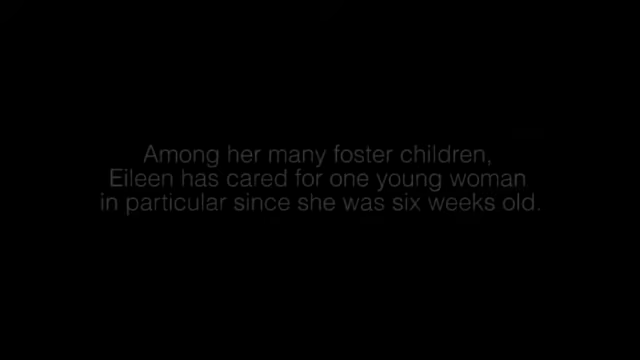 Among her many foster children,
Eileen has cared for one young woman
in particular since she was six weeks old.